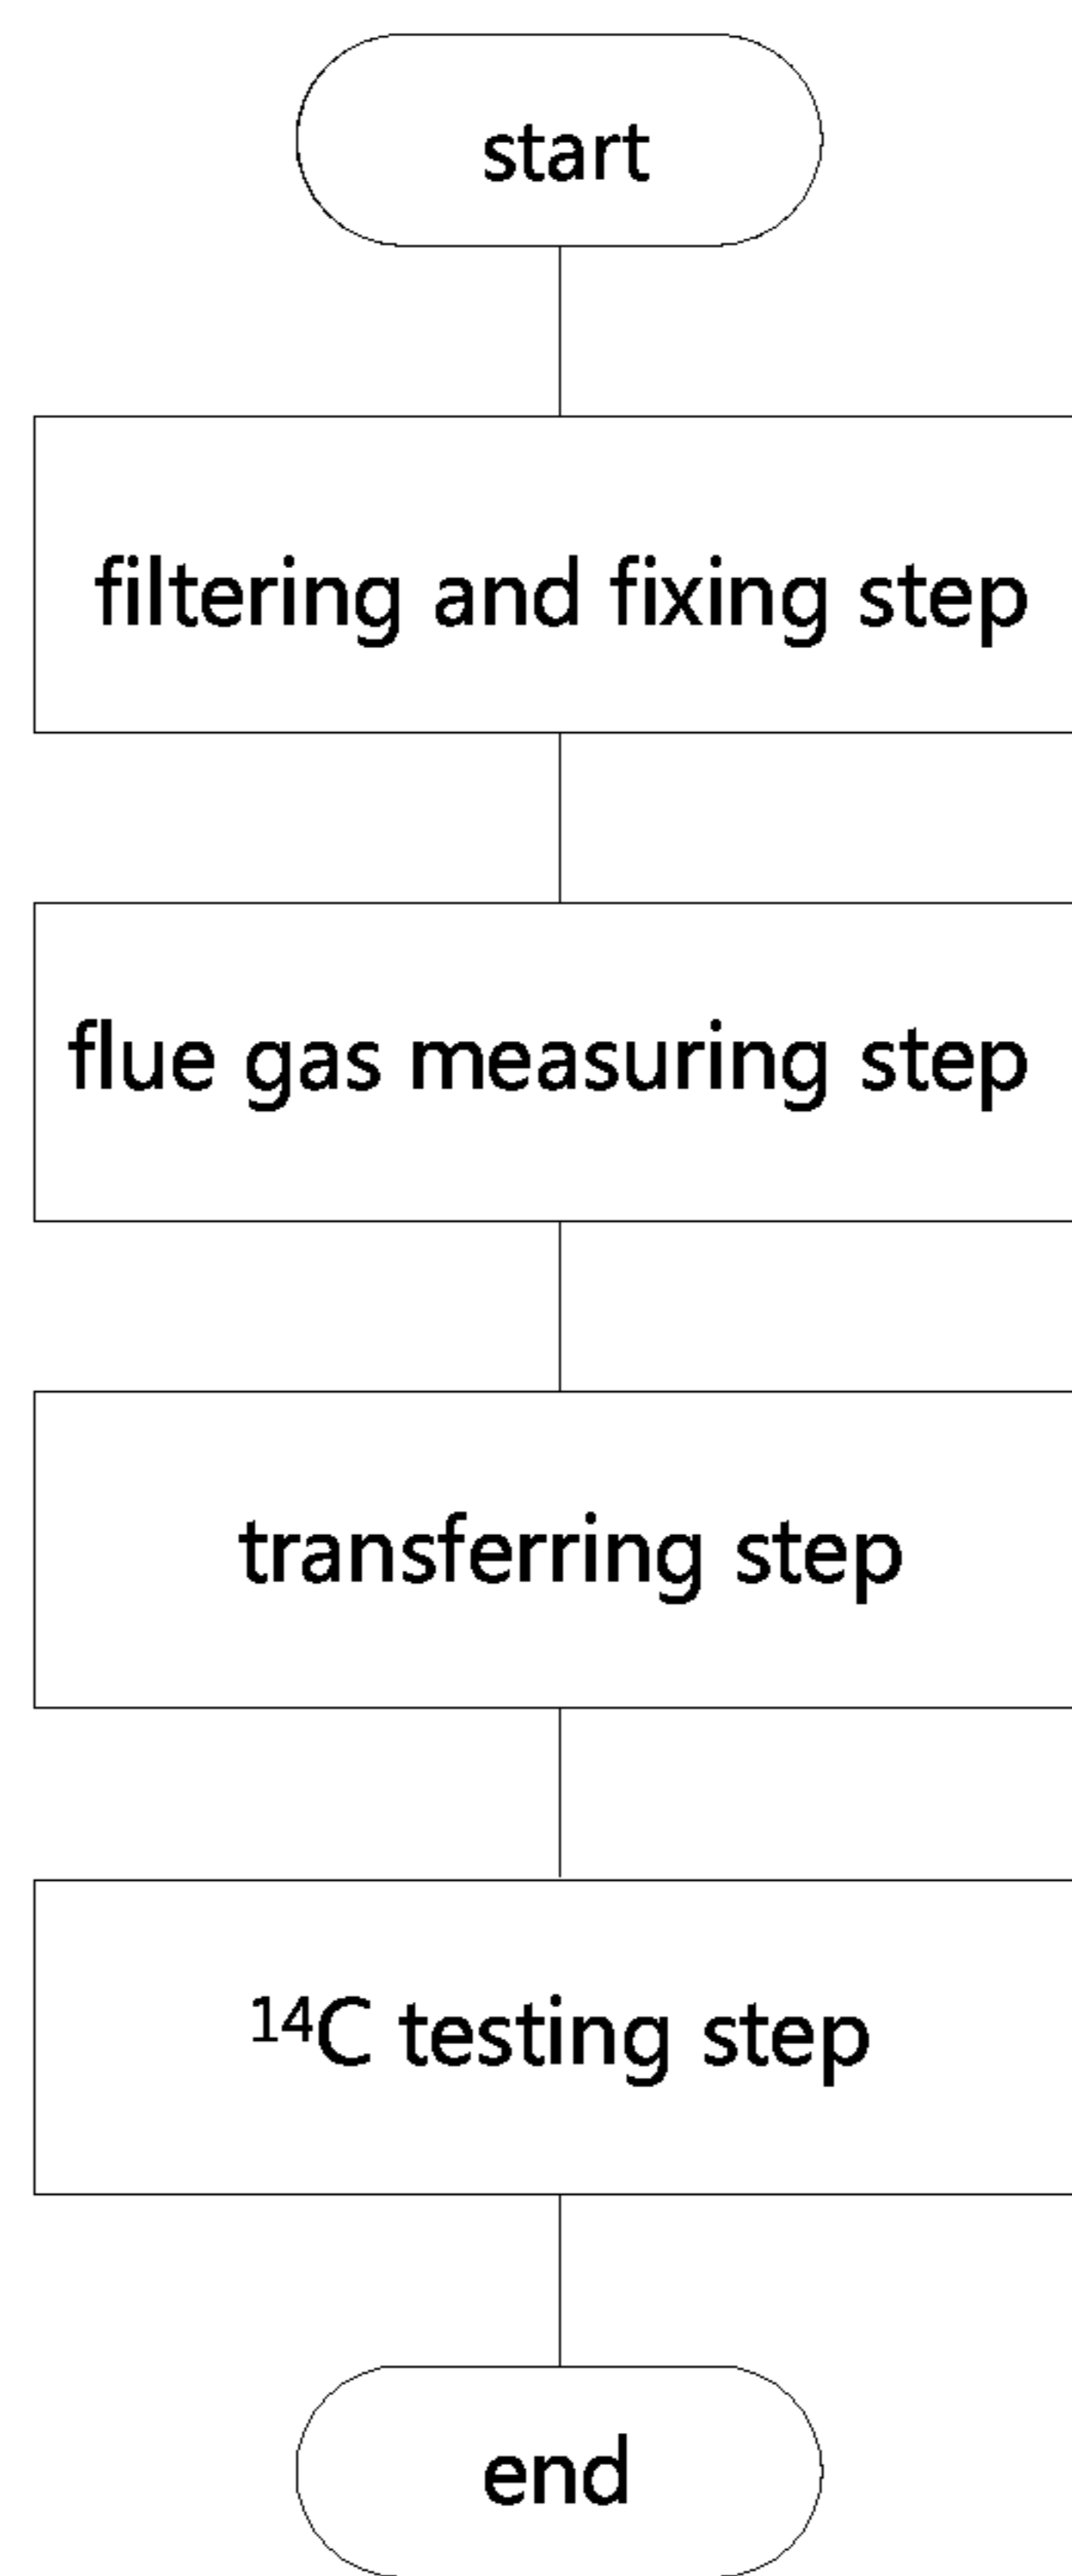 start
filtering and fixing step
flue gas measuring step
transferring step
¹⁴C testing step
end